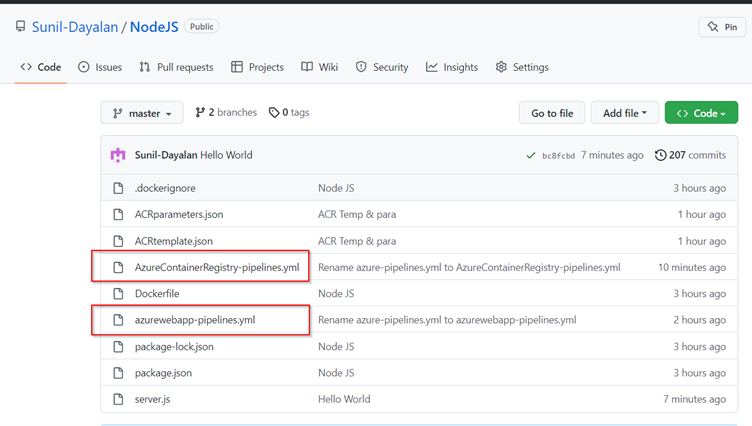 Sunil-Dayalan / NodeJS Public Pin
Code Issues Pull requests Projects Wiki Security Insights Settings
master 2 branches 0 tags Go to file Add file Code
Sunil-Dayalan Hello World bc8fcbd 7 minutes ago 207 commits
.dockerignore Node JS 3 hours ago
ACRparameters.json ACR Temp & para 1 hour ago
ACRtemplate.json ACR Temp & para 1 hour ago
AzureContainerRegistry-pipelines.yml Rename azure-pipelines.yml to AzureContainerRegistry-pipelines.yml 10 minutes ago
Dockerfile Node JS 3 hours ago
azurewebapp-pipelines.yml Rename azure-pipelines.yml to azurewebapp-pipelines.yml 2 hours ago
package-lock.json Node JS 3 hours ago
package.json Node JS 3 hours ago
server.js Hello World 7 minutes ago